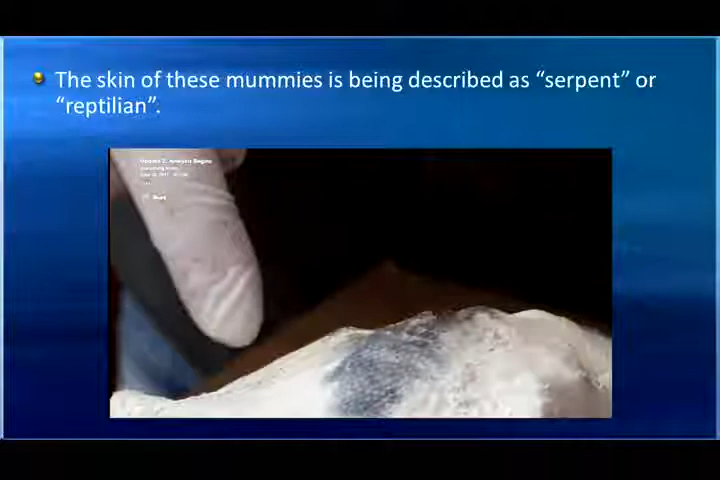 The skin of these mummies is being described as “serpent” or
“reptilian”.